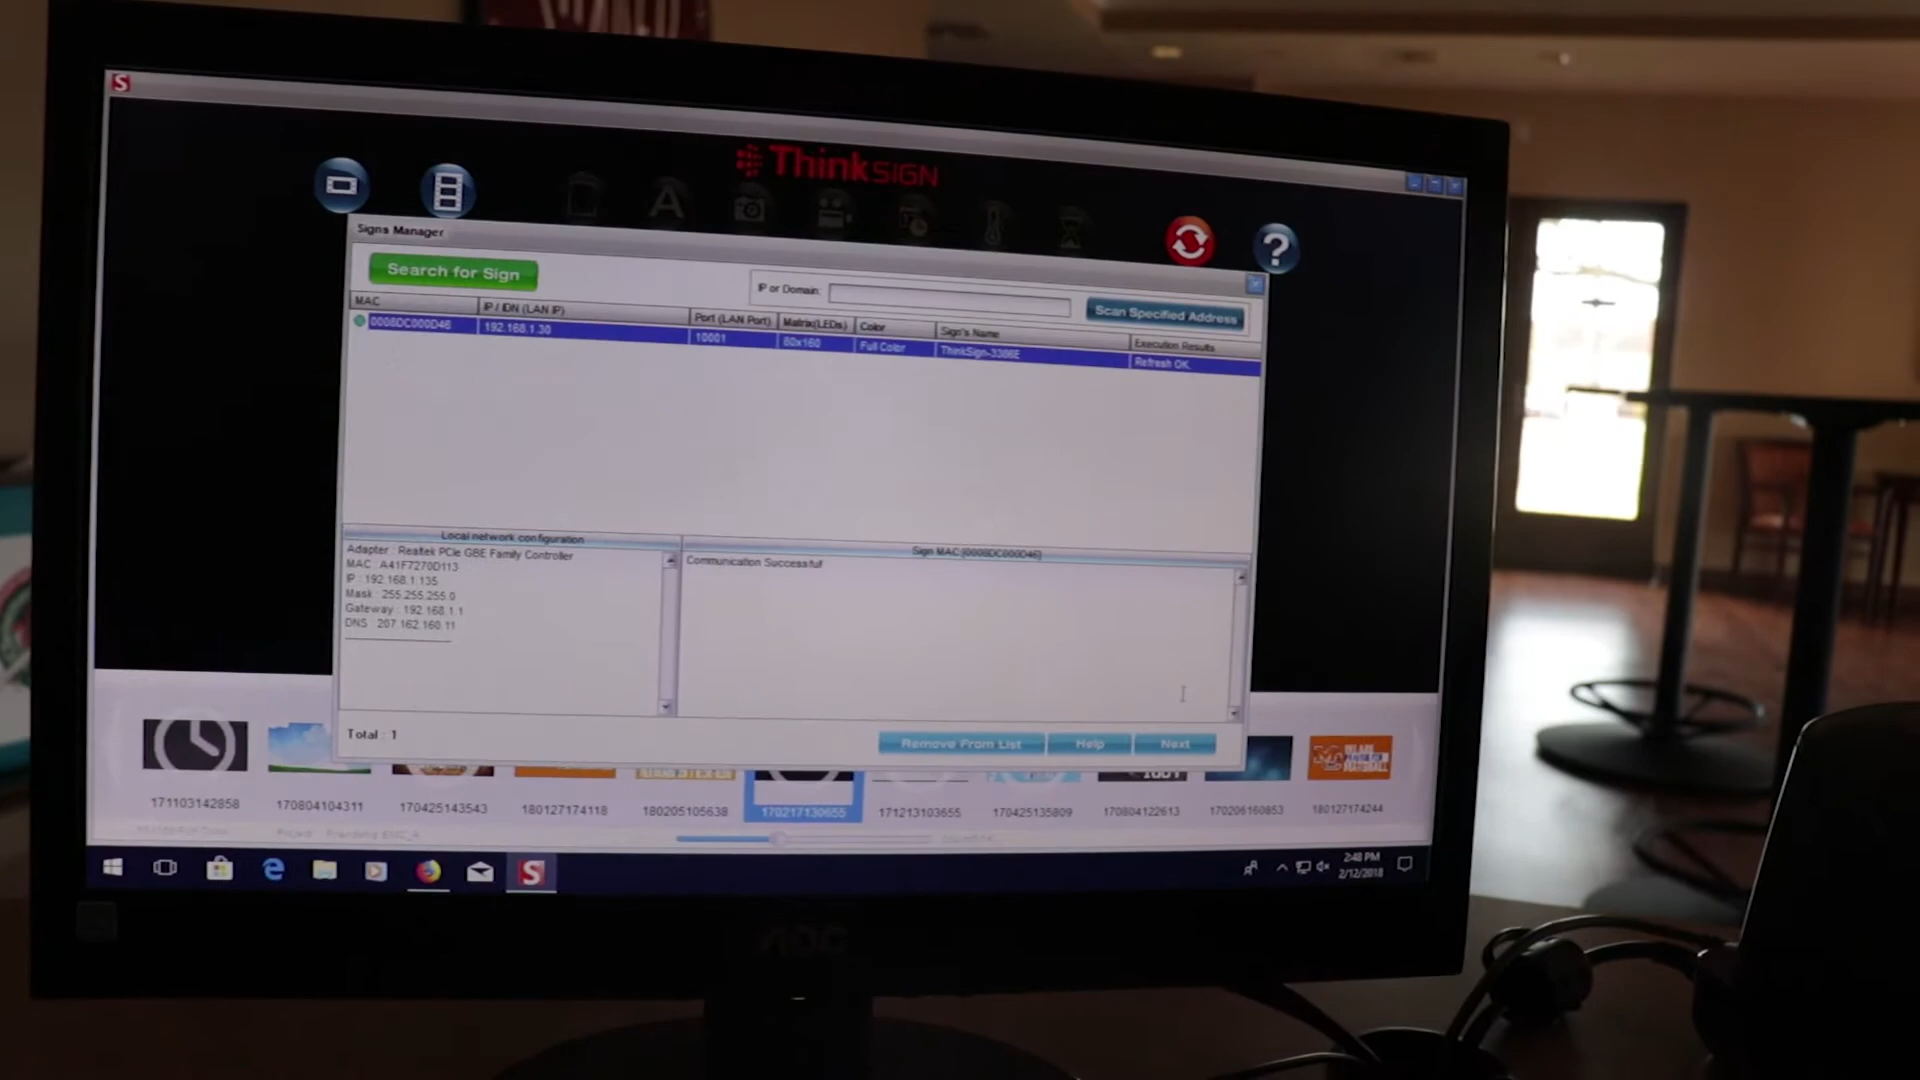 ThinkSIGN
Signs Manager
Search for Sign
IP or Domain:
Scan Specified Address
MAC
IP / IDN (LAN IP)
Port (LAN Port)
Matrix(LEDs)
Color
Sign's Name
Execution Results
0008DC000D46
192.168.1.30
10001
80x160
Full Color
ThinkSign-3386E
Refresh OK.
Local network configuration
Adapter : Realtek PCIe GBE Family Controller
MAC : A41F7270D113
IP : 192.168.1.135
Mask : 255.255.255.0
Gateway : 192.168.1.1
DNS : 207.162.160.11
Sign MAC:[0008DC000D46]
Communication Successful!
Total : 1
Remove From List
Help
Next
171103142858
170804104311
170425143543
180127174118
180205105638
170217130655
171213103655
170425135809
170804122613
170206160853
180127174244
2:48 PM
2/12/2018
AOC